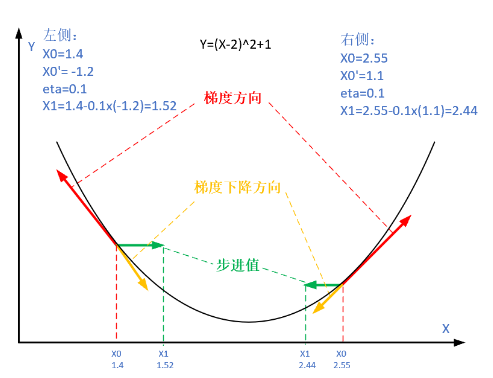 Y
左侧：
X0=1.4
X0'= -1.2
eta=0.1
X1=1.4-0.1x(-1.2)=1.52
Y=(X-2)^2+1
右侧：
X0=2.55
X0'=1.1
eta=0.1
X1=2.55-0.1x(1.1)=2.44
梯度方向
梯度下降方向
步进值
X
X0 X1 X1 X0
1.4 1.52 2.44 2.55